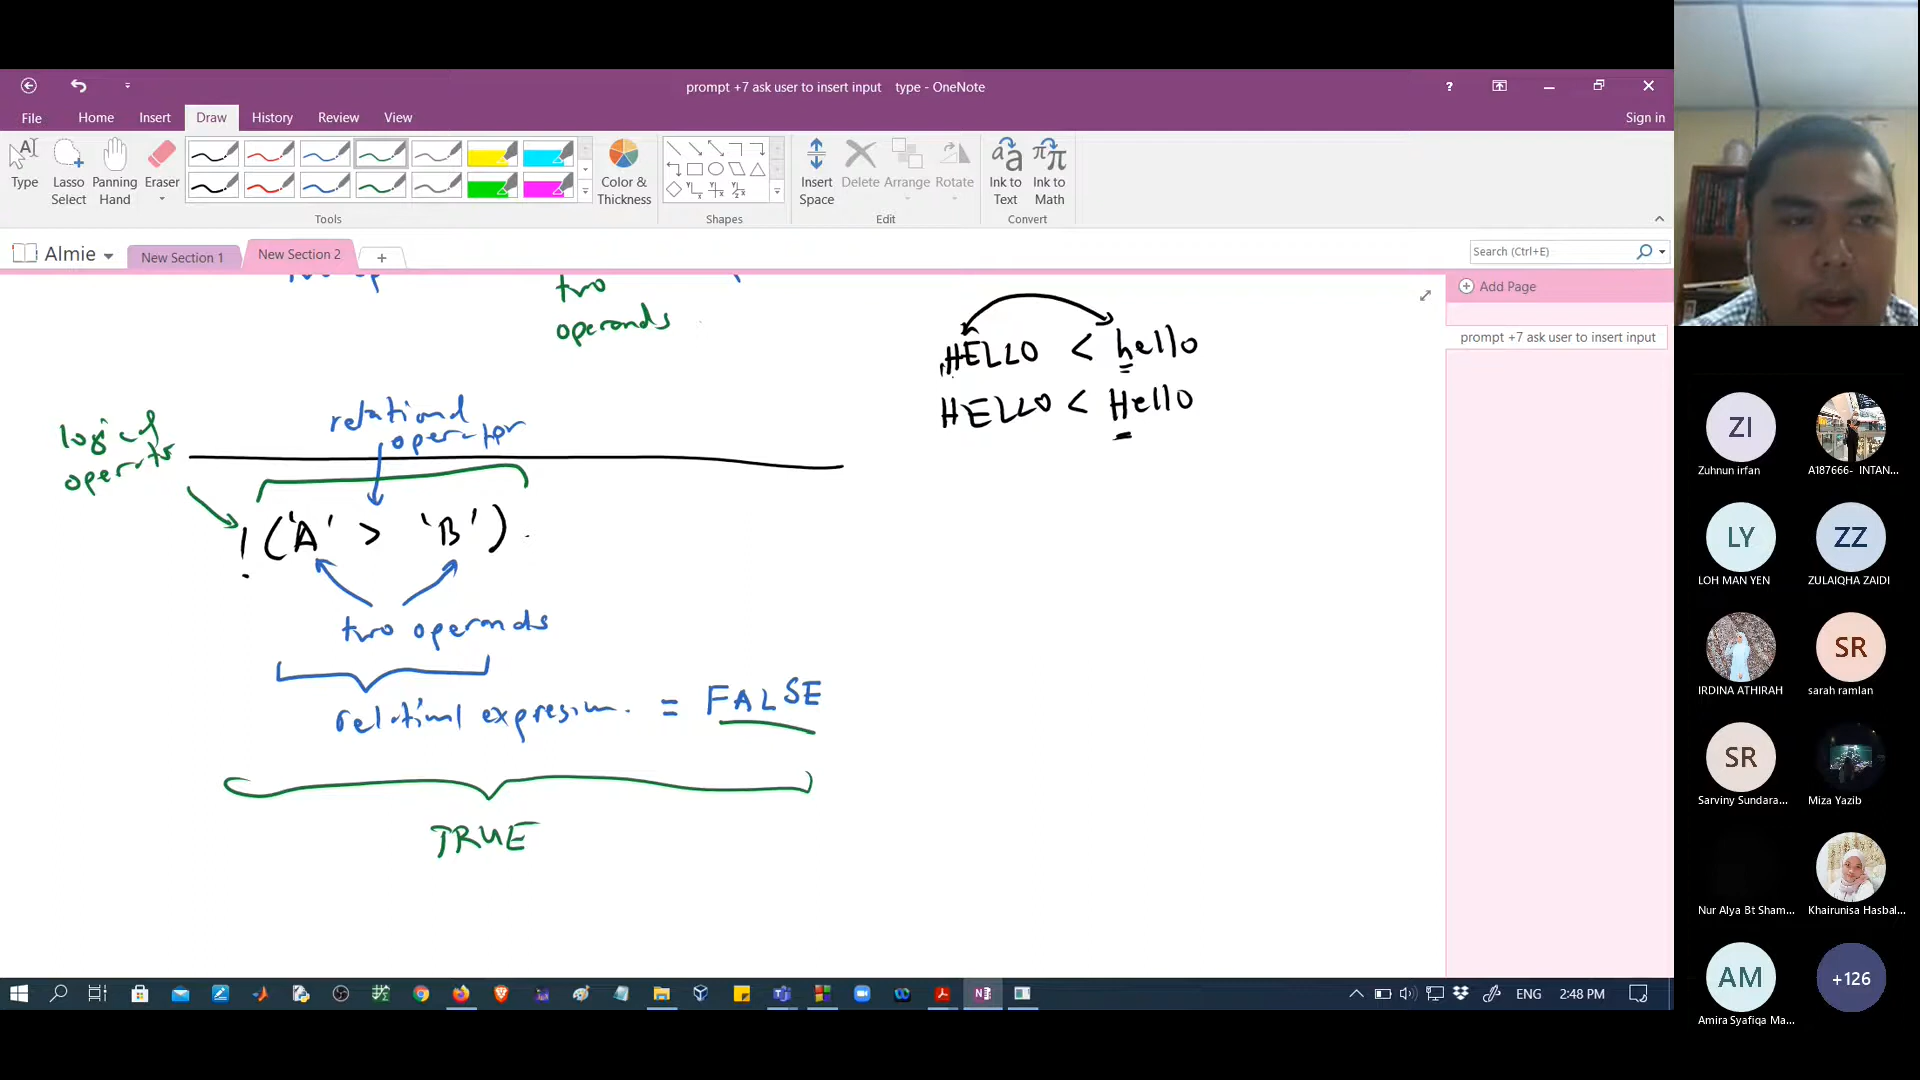 prompt +7 ask user to insert input type - OneNote
?
File Home Insert Draw History Review View
Sign in
Type
Lasso Select
Panning Hand
Eraser
Color & Thickness
Insert Space
Delete
Arrange
Rotate
Ink to Text
Ink to Math
Tools
Shapes
Edit
Convert
Almie
New Section 1
New Section 2
Search (Ctrl+E)
Add Page
prompt +7 ask user to insert input
two
operands
HELLO < hello
HELLO < Hello
relational
operator
logical
operator
! ('A' > 'B')
two operands
relational expression. = FALSE
TRUE
ZI
Zuhnun irfan
A187666- INTAN...
LY
LOH MAN YEN
ZZ
ZULAIQHA ZAIDI
IRDINA ATHIRAH
SR
sarah ramlan
SR
Sarviny Sundara...
Miza Yazib
Nur Alya Bt Sham...
Khairunisa Hasbal...
AM
Amira Syafiqa Ma...
+126
ENG
2:48 PM